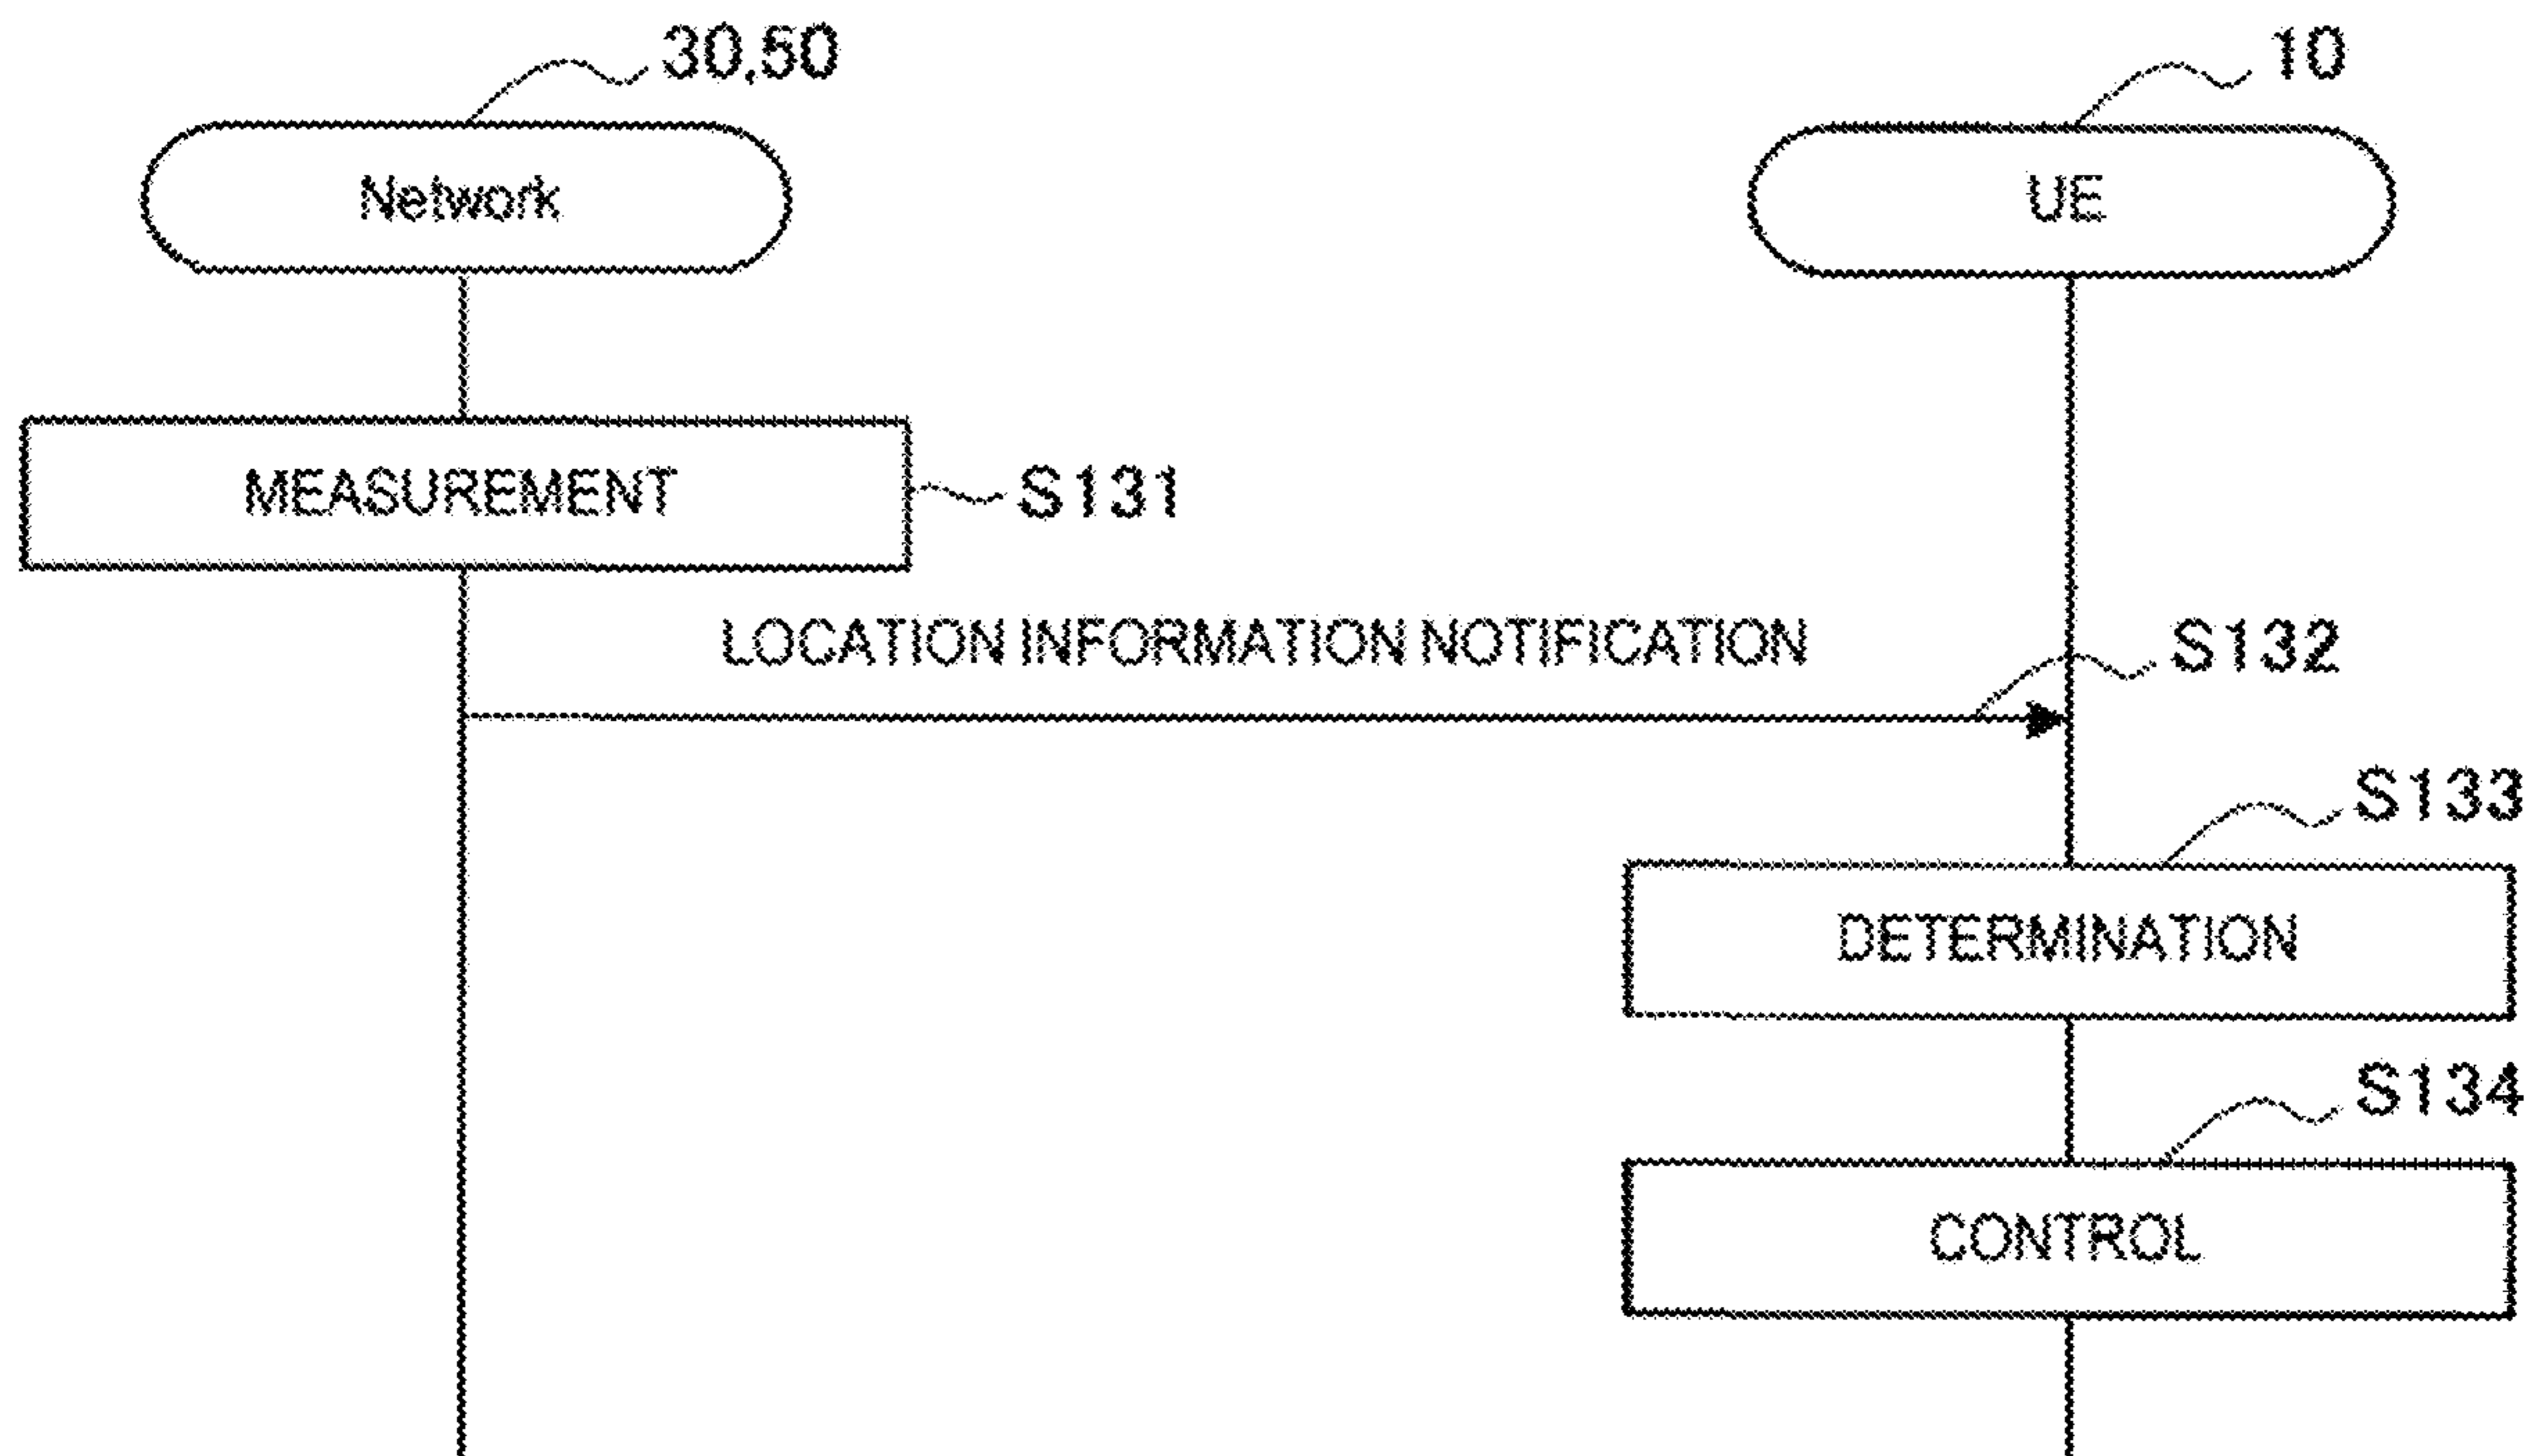 30,50
10
Network
UE
MEASUREMENT
S131
LOCATION INFORMATION NOTIFICATION
S132
S133
DETERMINATION
S134
CONTROL